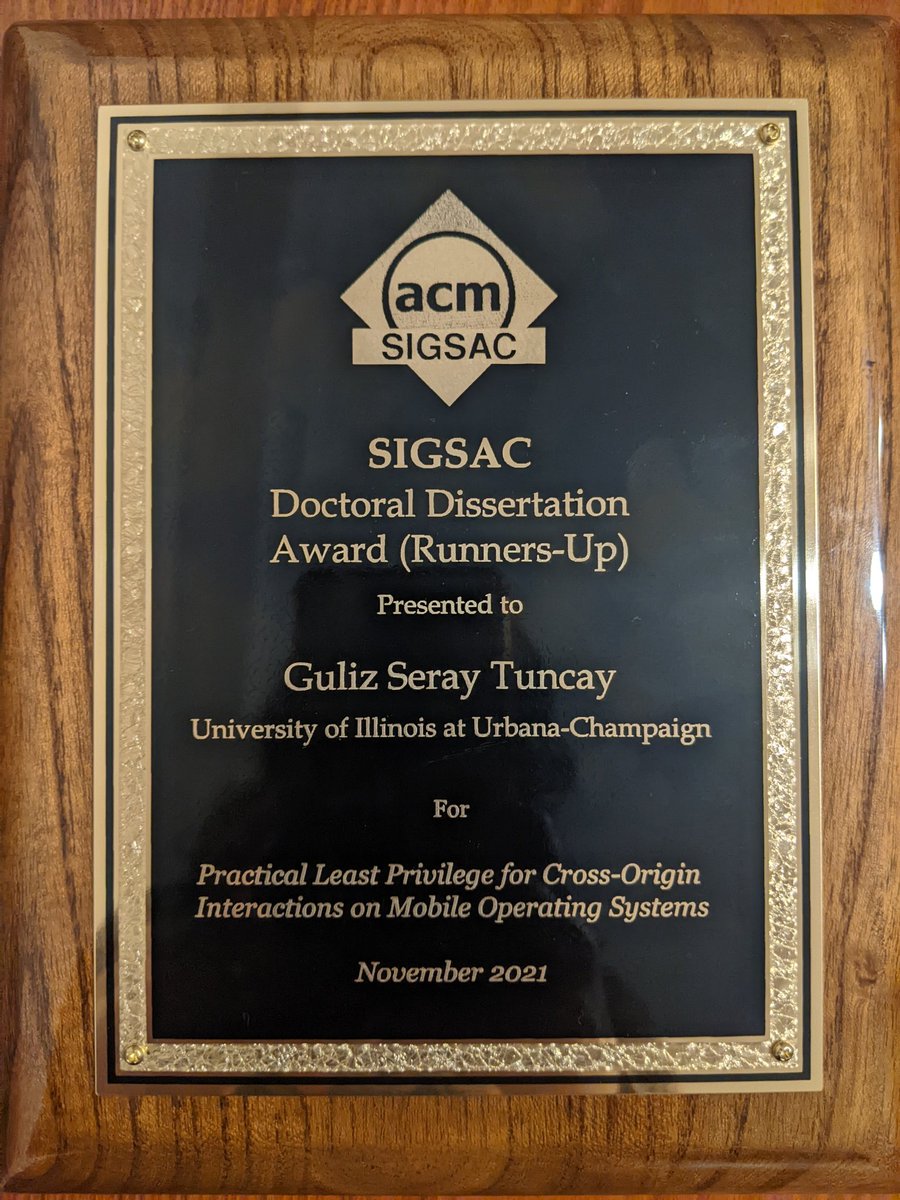 acm
SIGSAC
SIGSAC
Doctoral Dissertation
Award (Runners-Up)
Presented to
Guliz Seray Tuncay
University of Illinois at Urbana-Champaign
For
Practical Least Privilege for Cross-Origin
Interactions on Mobile Operating Systems
November 2021